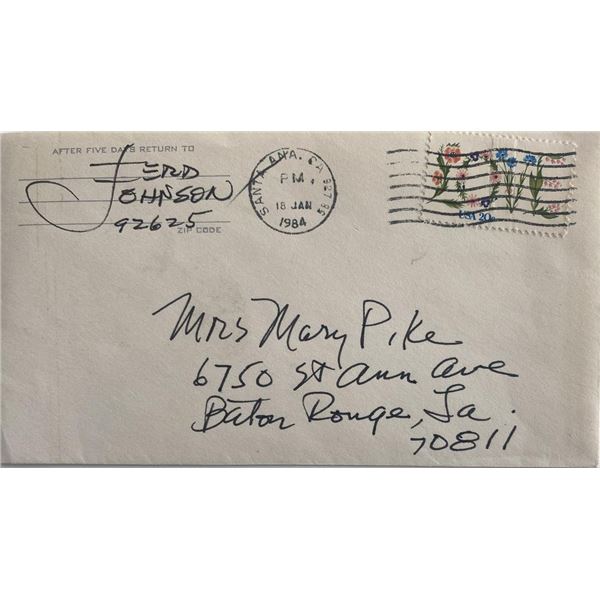 AFTER FIVE DAYS RETURN TO
FERD
JOHNSON
92625
ZIP CODE
SANTA ANA, CA 927
PM
18 JAN
1984
USA 20c
Mrs Mary Pike
6750 St Ann Ave
Baton Rouge, La.
70811